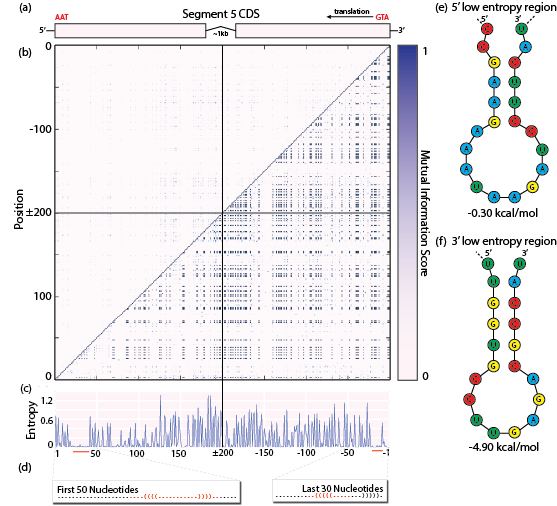 (a)
Segment 5 CDS
AAT
translation
GTA
5′
~1kb
3′
(b)
0
-100
±200
100
0
Position
1
Mutual Information Score
0
(c)
1.2
0.6
0
Entropy
1
50
100
150
±200
-150
-100
-50
-1
(d)
First 50 Nucleotides
Last 30 Nucleotides
(e) 5′ low entropy region
5′
3′
C U
C A
G C
A U
A U
G C
A C
A U
A A
U G
A A
-0.30 kcal/mol
(f) 3′ low entropy region
5′
3′
U U
U A
G C
G C
U G
G C
C A
C A
U G
U G
-4.90 kcal/mol